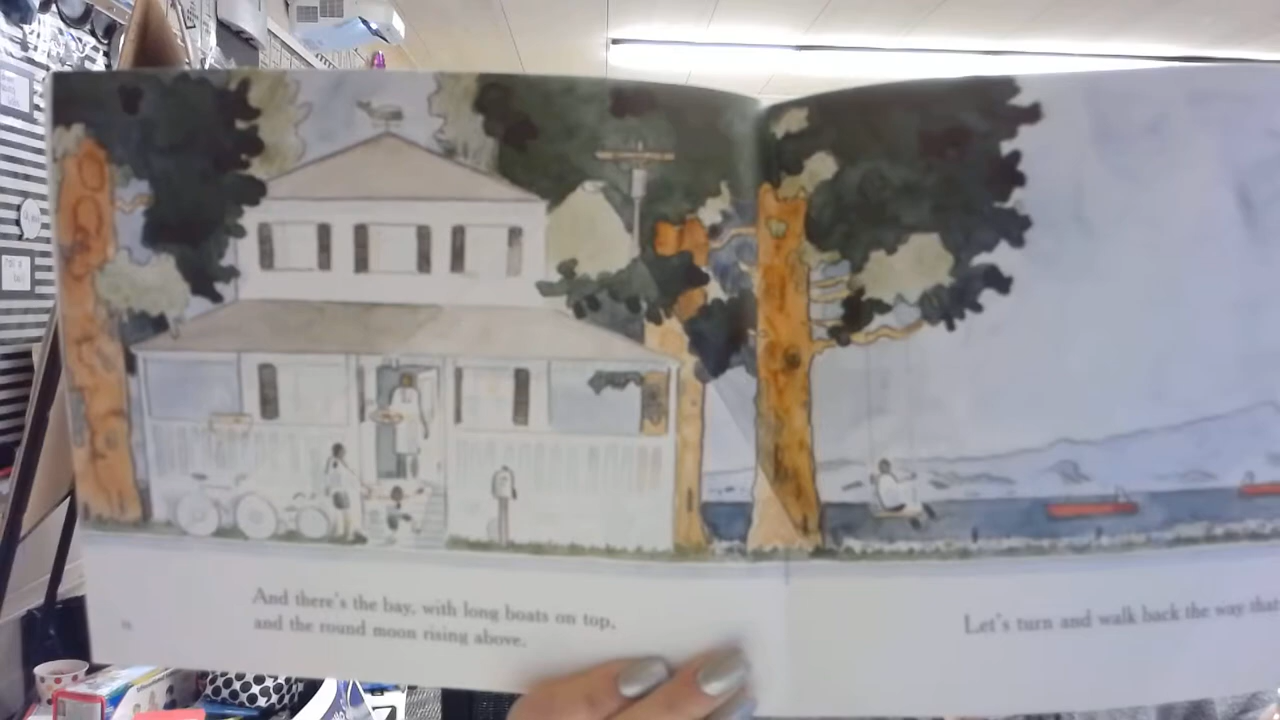 And there's the bay, with long boats on top,
and the round moon rising above.
Let's turn and walk back the way that